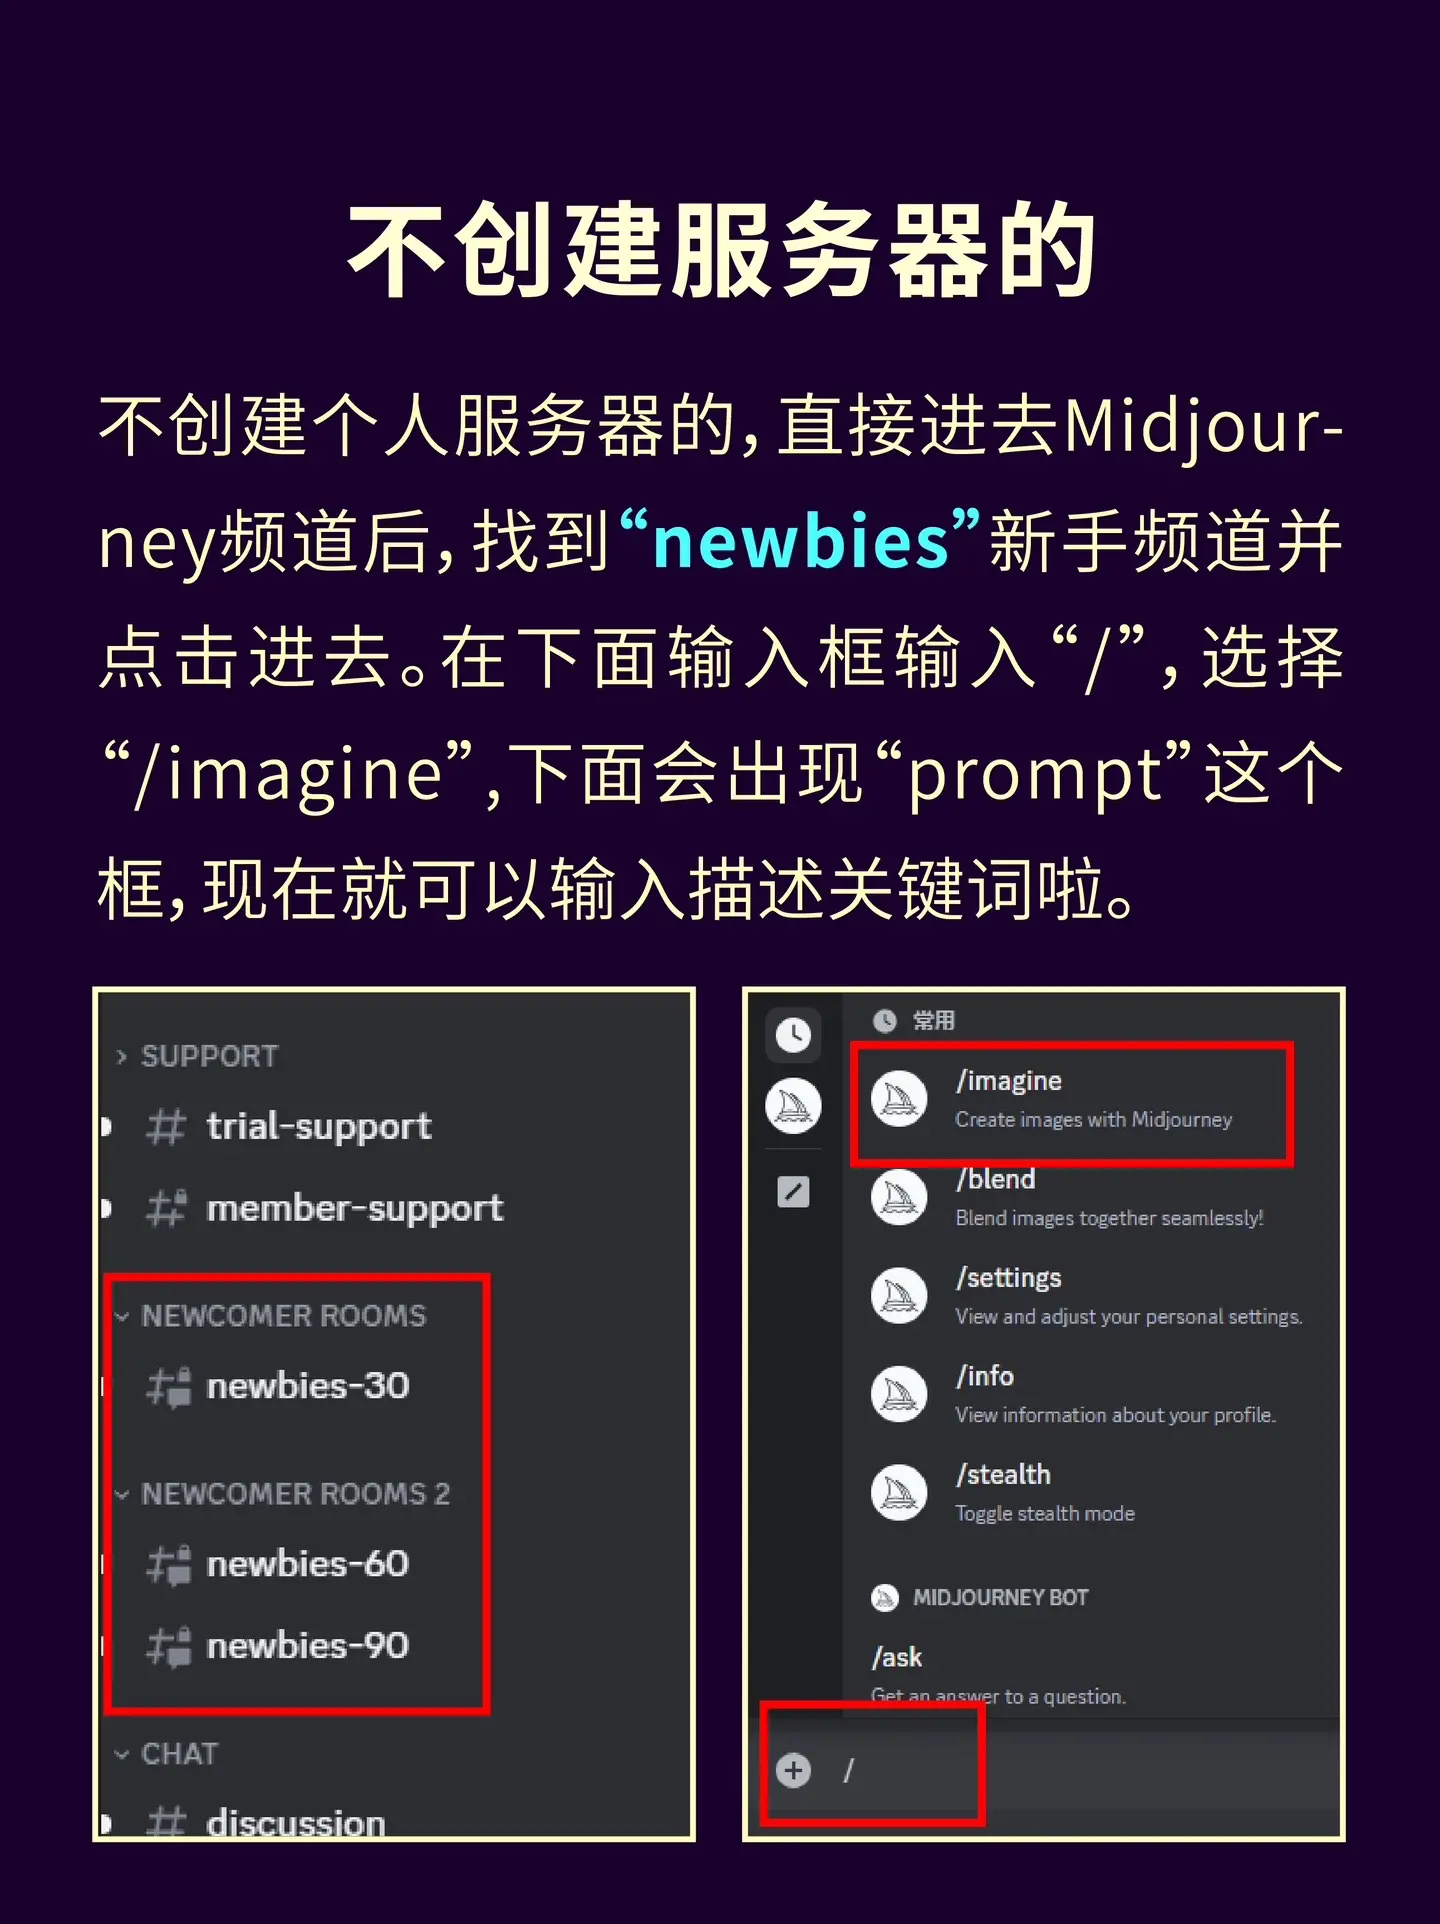 不创建服务器的
不创建个人服务器的，直接进去Midjour-
ney频道后，找到“newbies”新手频道并
点击进去。在下面输入框输入“/”，选择
“/imagine”,下面会出现“prompt”这个
框，现在就可以输入描述关键词啦。
SUPPORT
trial-support
member-support
NEWCOMER ROOMS
newbies-30
NEWCOMER ROOMS 2
newbies-60
newbies-90
CHAT
discussion
常用
/imagine
Create images with Midjourney
/blend
Blend images together seamlessly!
/settings
View and adjust your personal settings.
/info
View information about your profile.
/stealth
Toggle stealth mode
MIDJOURNEY BOT
/ask
Get an answer to a question.
/